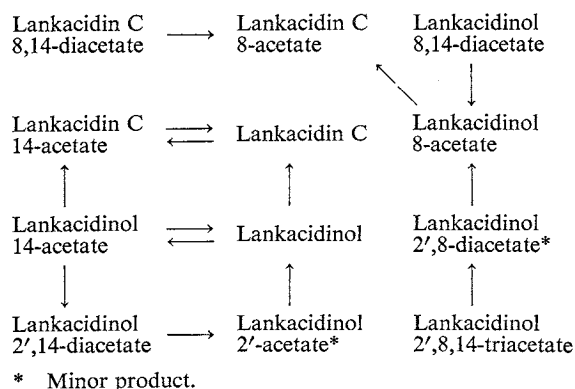 Lankacidin C
8,14-diacetate
Lankacidin C
8-acetate
Lankacidinol
8,14-diacetate
Lankacidin C
14-acetate
Lankacidin C
Lankacidinol
8-acetate
Lankacidinol
14-acetate
Lankacidinol
Lankacidinol
2',8-diacetate*
Lankacidinol
2',14-diacetate
Lankacidinol
2'-acetate*
Lankacidinol
2',8,14-triacetate
* Minor product.